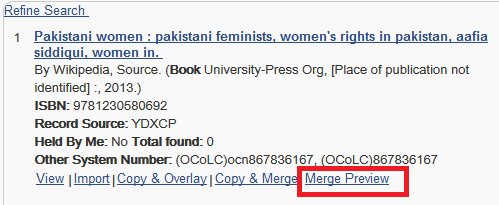 Refine Search
1 Pakistani women : pakistani feminists, women's rights in pakistan, aafia
siddiqui, women in.
By Wikipedia, Source. (Book University-Press Org, [Place of publication not
identified] :, 2013.)
ISBN: 9781230580692
Record Source: YDXCP
Held By Me: No Total found: 0
Other System Number: (OCoLC)ocn867836167, (OCoLC)867836167
View | Import | Copy & Overlay | Copy & Merge Merge Preview